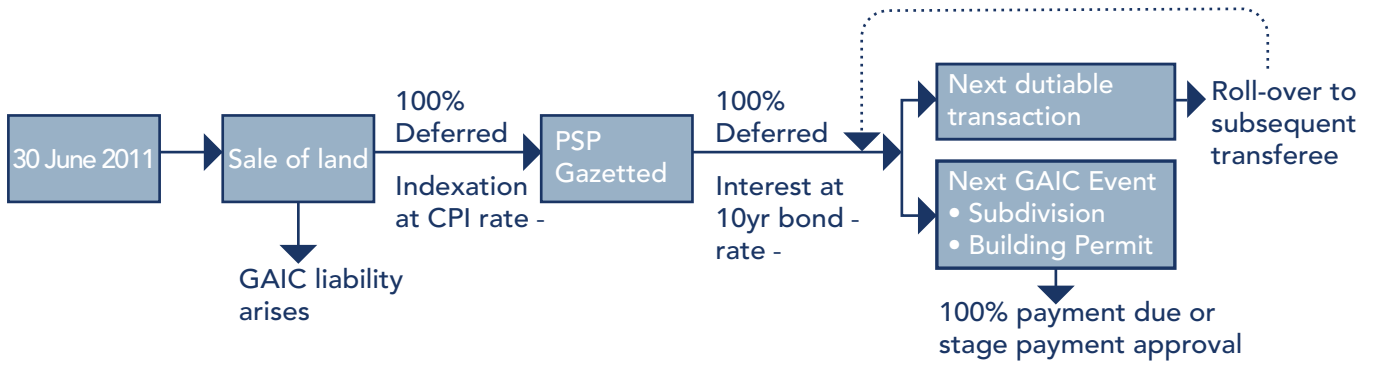 30 June 2011
Sale of land
GAIC liability
arises
100%
Deferred
Indexation
at CPI rate -
PSP
Gazetted
100%
Deferred
Interest at
10yr bond -
rate -
Next dutiable
transaction
Roll-over to
subsequent
transferee
Next GAIC Event
• Subdivision
• Building Permit
100% payment due or
stage payment approval